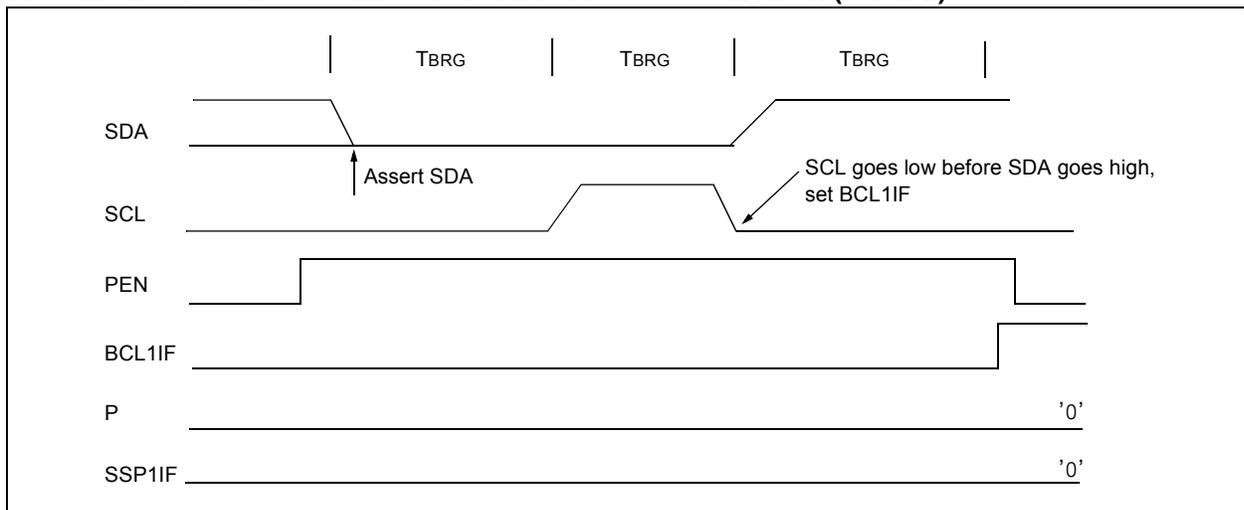 TBRG TBRG TBRG
SDA
Assert SDA
SCL goes low before SDA goes high,
set BCL1IF
SCL
PEN
BCL1IF
P
'0'
SSP1IF
'0'